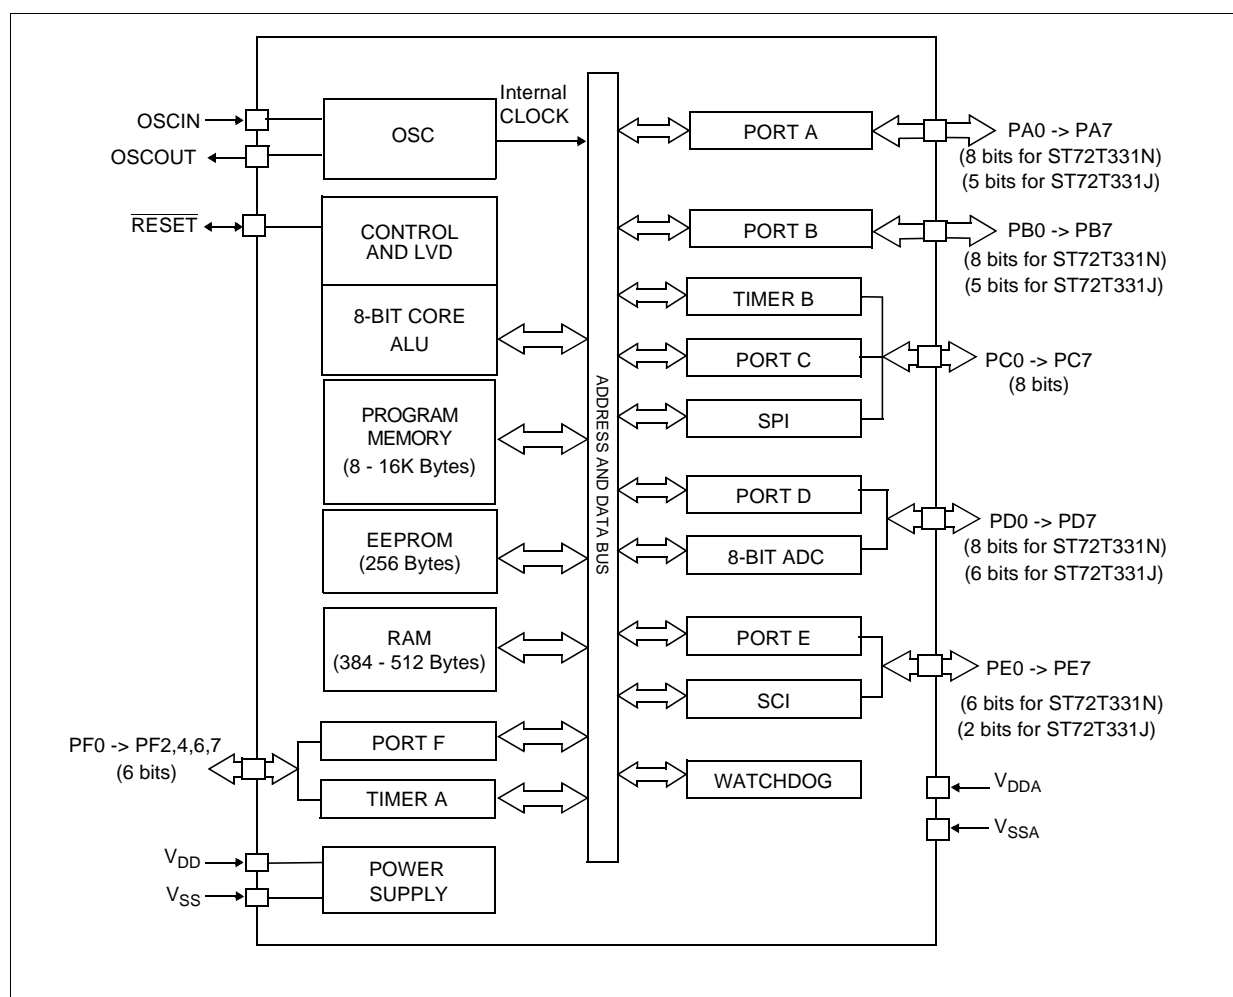 OSCIN
OSCOUT
OSC
Internal
CLOCK
RESET
CONTROL
AND LVD
8-BIT CORE
ALU
PROGRAM
MEMORY
(8 - 16K Bytes)
EEPROM
(256 Bytes)
RAM
(384 - 512 Bytes)
PF0 -> PF2,4,6,7
(6 bits)
PORT F
TIMER A
VDD
VSS
POWER
SUPPLY
ADDRESS AND DATA BUS
PORT A
PA0 -> PA7
(8 bits for ST72T331N)
(5 bits for ST72T331J)
PORT B
PB0 -> PB7
(8 bits for ST72T331N)
(5 bits for ST72T331J)
TIMER B
PORT C
SPI
PC0 -> PC7
(8 bits)
PORT D
8-BIT ADC
PD0 -> PD7
(8 bits for ST72T331N)
(6 bits for ST72T331J)
PORT E
SCI
PE0 -> PE7
(6 bits for ST72T331N)
(2 bits for ST72T331J)
WATCHDOG
VDDA
VSSA